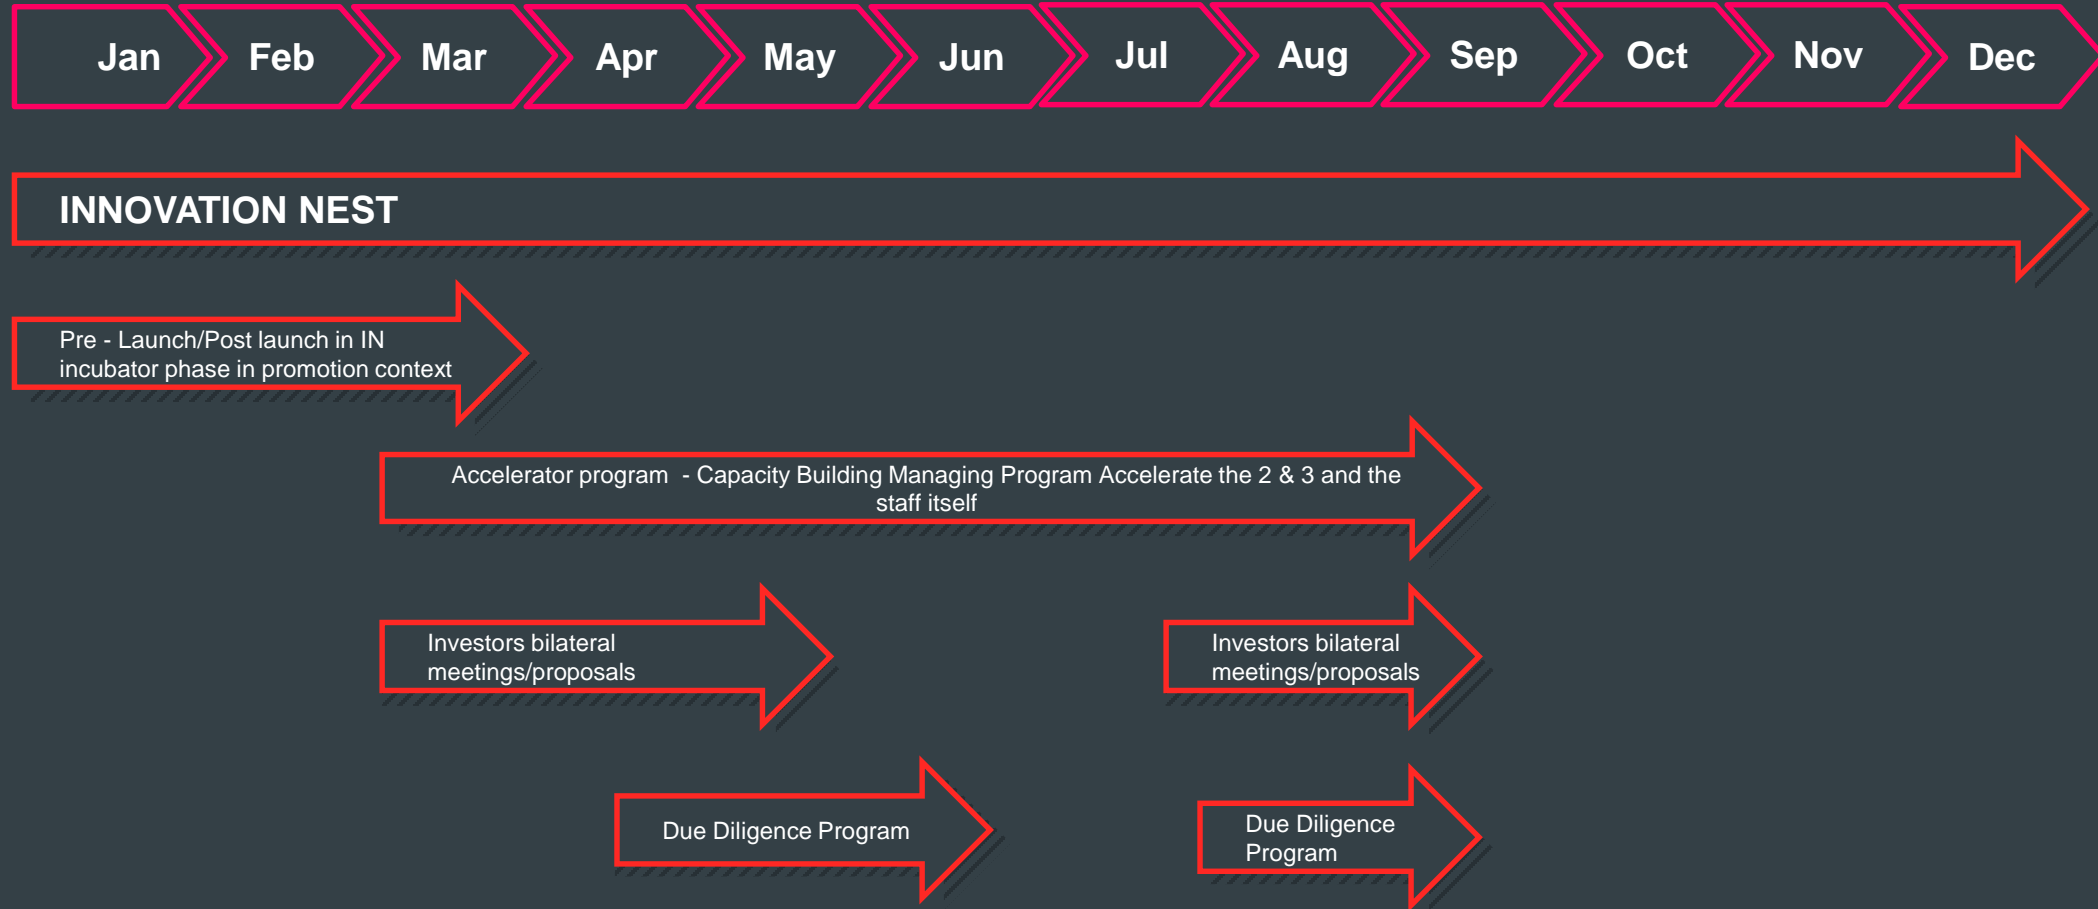 Jan Feb Mar Apr May Jun Jul Aug Sep Oct Nov Dec
INNOVATION NEST
Pre - Launch/Post launch in IN
incubator phase in promotion context
Accelerator program  - Capacity Building Managing Program Accelerate the 2 & 3 and the
staff itself
Investors bilateral
meetings/proposals
Investors bilateral
meetings/proposals
Due Diligence Program
Due Diligence
Program